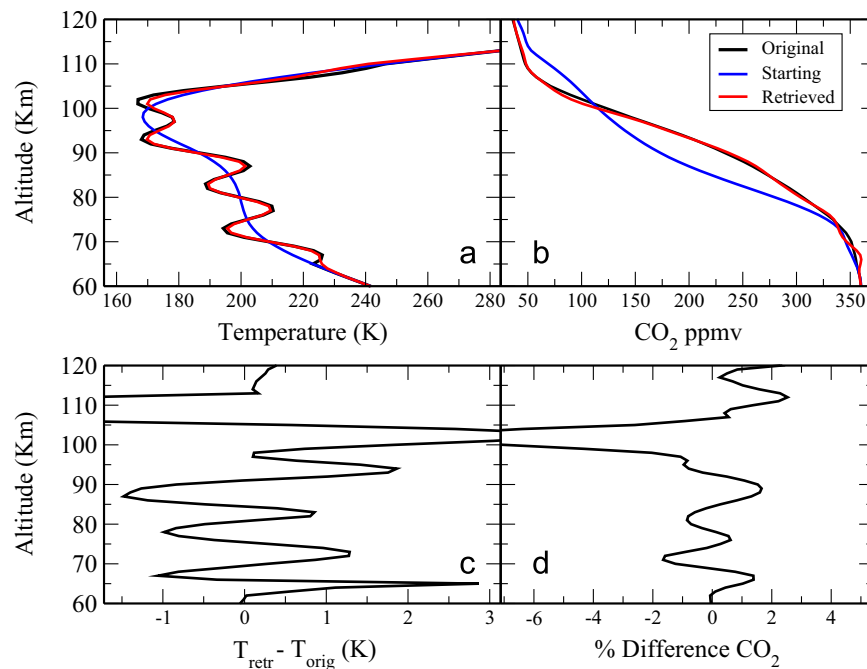 120
110
100
90
80
70
60
Altitude (Km)
160 180 200 220 240 260 280
Temperature (K)
a
50 100 150 200 250 300 350
CO2 ppmv
b
Original
Starting
Retrieved
120
110
100
90
80
70
60
Altitude (Km)
-1 0 1 2 3
Tretr - Torig (K)
c
-6 -4 -2 0 2 4
% Difference CO2
d